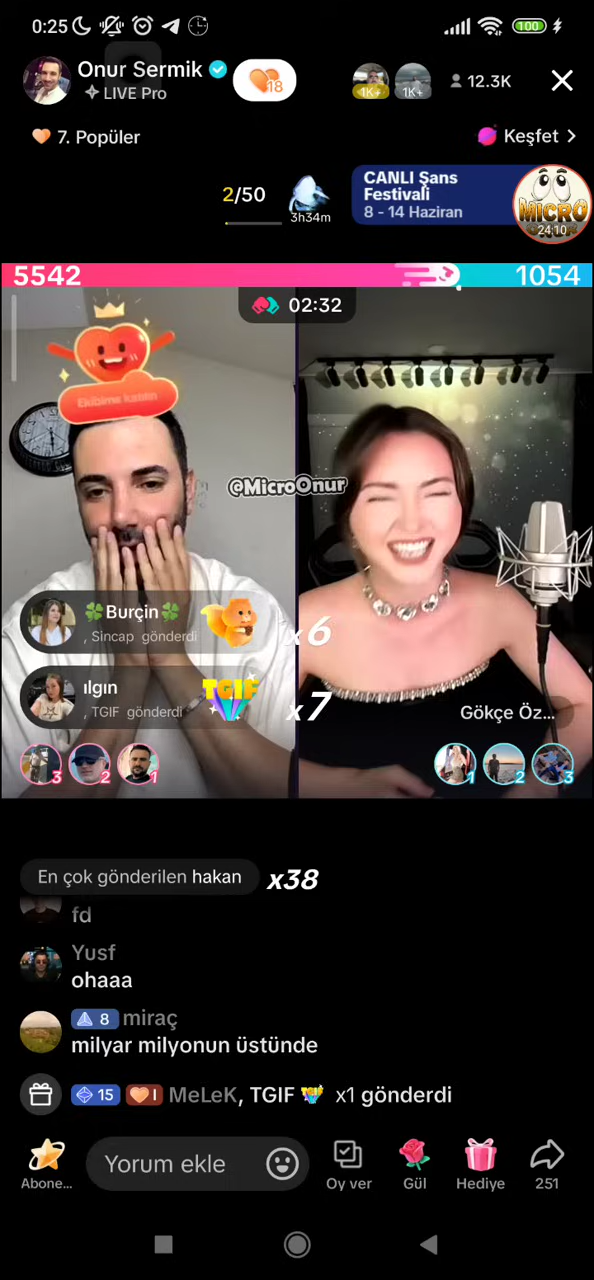 0:25
100
Onur Sermik
LIVE Pro
18
1K+
1K+
12.3K
7. Popüler
Keşfet
2/50
3h34m
CANLI Şans
Festivali
8 - 14 Haziran
MICRO
24:10
5542
1054
02:32
Ekibime katılın
@MicroOnur
🍀Burçin🍀
, Sincap gönderdi
x6
ılgın
, TGIF gönderdi
TGIF
x7
Gökçe Öz...
3
2
1
1
2
3
En çok gönderilen hakan
x38
fd
Yusf
ohaaa
8 miraç
milyar milyonun üstünde
15 I MeLeK, TGIF x1 gönderdi
Abone...
Yorum ekle
Oy ver
Gül
Hediye
251